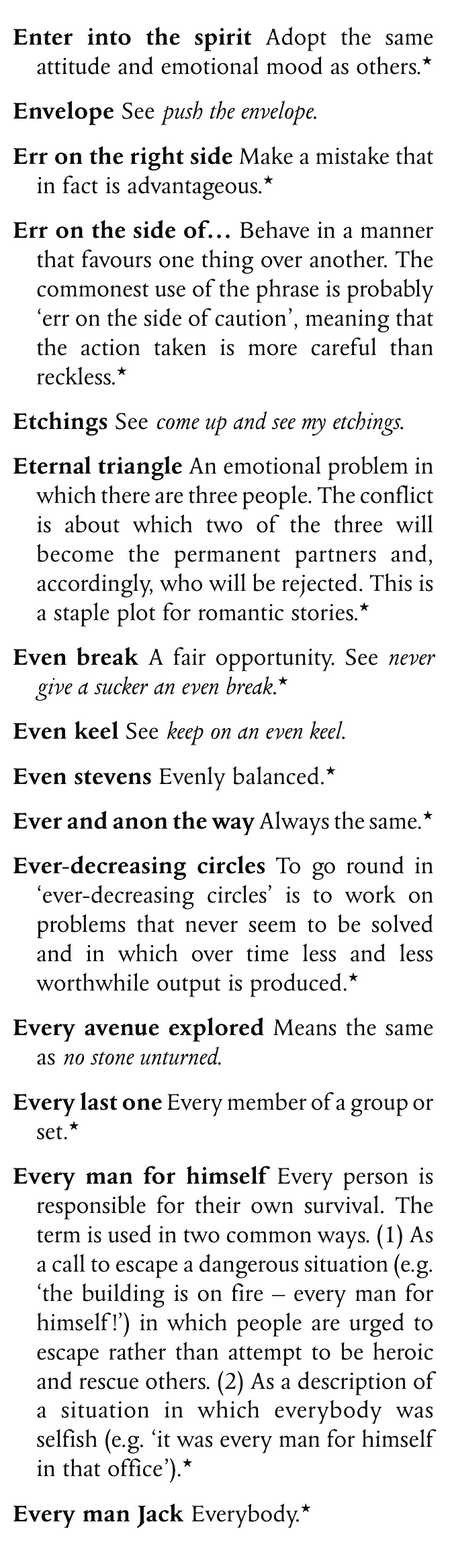 Enter into the spirit Adopt the same
attitude and emotional mood as others.★
Envelope See push the envelope.
Err on the right side Make a mistake that
in fact is advantageous.★
Err on the side of… Behave in a manner
that favours one thing over another. The
commonest use of the phrase is probably
‘err on the side of caution’, meaning that
the action taken is more careful than
reckless.★
Etchings See come up and see my etchings.
Eternal triangle An emotional problem in
which there are three people. The conflict
is about which two of the three will
become the permanent partners and,
accordingly, who will be rejected. This is
a staple plot for romantic stories.★
Even break A fair opportunity. See never
give a sucker an even break.★
Even keel See keep on an even keel.
Even stevens Evenly balanced.★
Ever and anon the way Always the same.★
Ever-decreasing circles To go round in
‘ever-decreasing circles’ is to work on
problems that never seem to be solved
and in which over time less and less
worthwhile output is produced.★
Every avenue explored Means the same
as no stone unturned.
Every last one Every member of a group or
set.★
Every man for himself Every person is
responsible for their own survival. The
term is used in two common ways. (1) As
a call to escape a dangerous situation (e.g.
‘the building is on fire – every man for
himself!’) in which people are urged to
escape rather than attempt to be heroic
and rescue others. (2) As a description of
a situation in which everybody was
selfish (e.g. ‘it was every man for himself
in that office’).★
Every man Jack Everybody.★